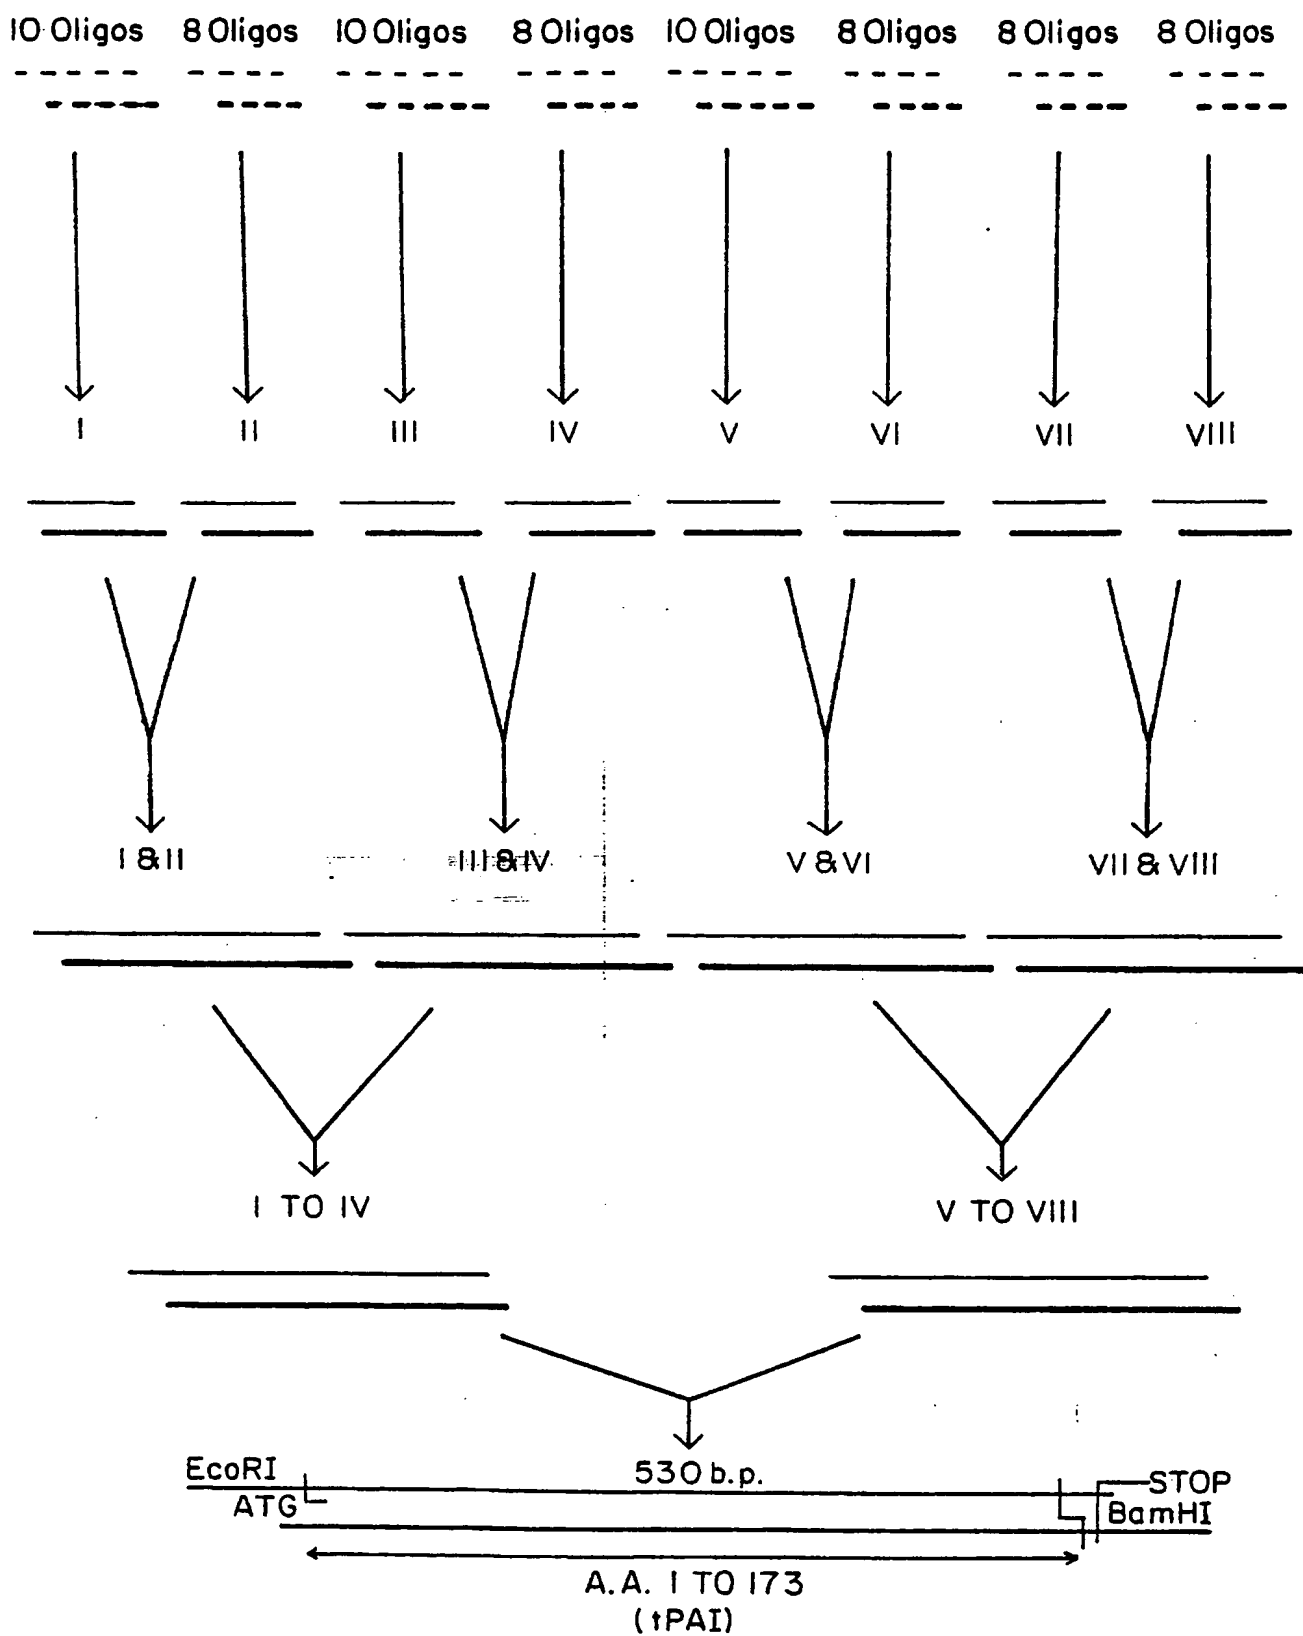 10 Oligos 8 Oligos 10 Oligos 8 Oligos 10 Oligos 8 Oligos 8 Oligos 8 Oligos
I II III IV V VI VII VIII
I & II III & IV V & VI VII & VIII
I TO IV V TO VIII
EcoRI 530 b.p. STOP
ATG BamHI
A.A. 1 TO 173
(tPAI)